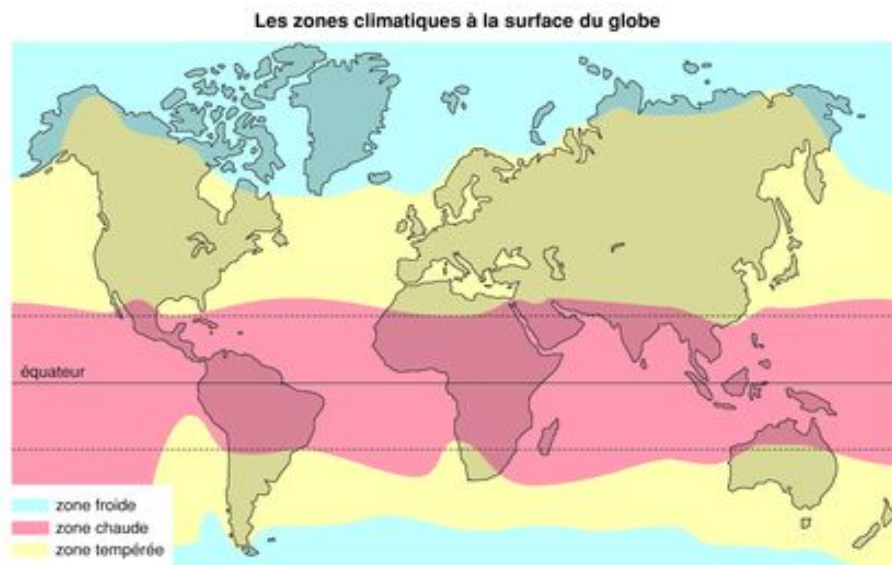 Les zones climatiques à la surface du globe
équateur
zone froide
zone chaude
zone tempérée